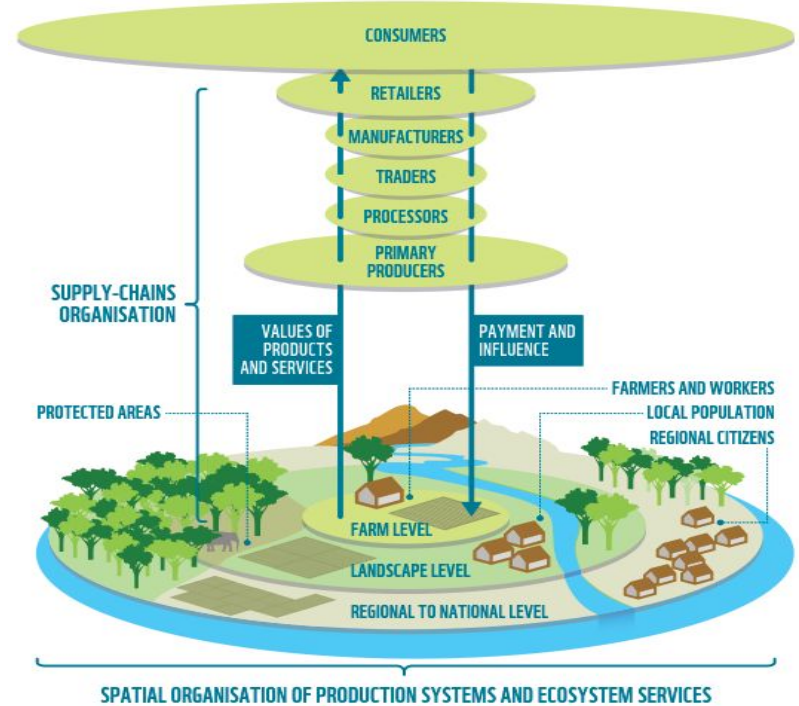 CONSUMERS
RETAILERS
MANUFACTURERS
TRADERS
PROCESSORS
PRIMARY
PRODUCERS
SUPPLY-CHAINS
ORGANISATION
VALUES OF
PRODUCTS
AND SERVICES
PAYMENT AND
INFLUENCE
FARMERS AND WORKERS
PROTECTED AREAS
LOCAL POPULATION
REGIONAL CITIZENS
FARM LEVEL
LANDSCAPE LEVEL
REGIONAL TO NATIONAL LEVEL
SPATIAL ORGANISATION OF PRODUCTION SYSTEMS AND ECOSYSTEM SERVICES